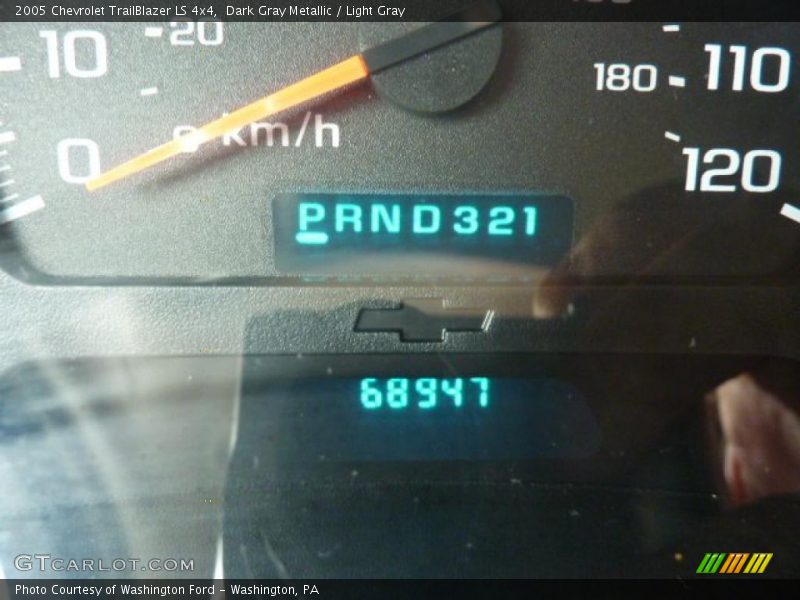 2005 Chevrolet TrailBlazer LS 4x4, Dark Gray Metallic / Light Gray
10 20 180 110
0 0 km/h 120
PRND321
68947
GTCARLOT.COM
Photo Courtesy of Washington Ford - Washington, PA